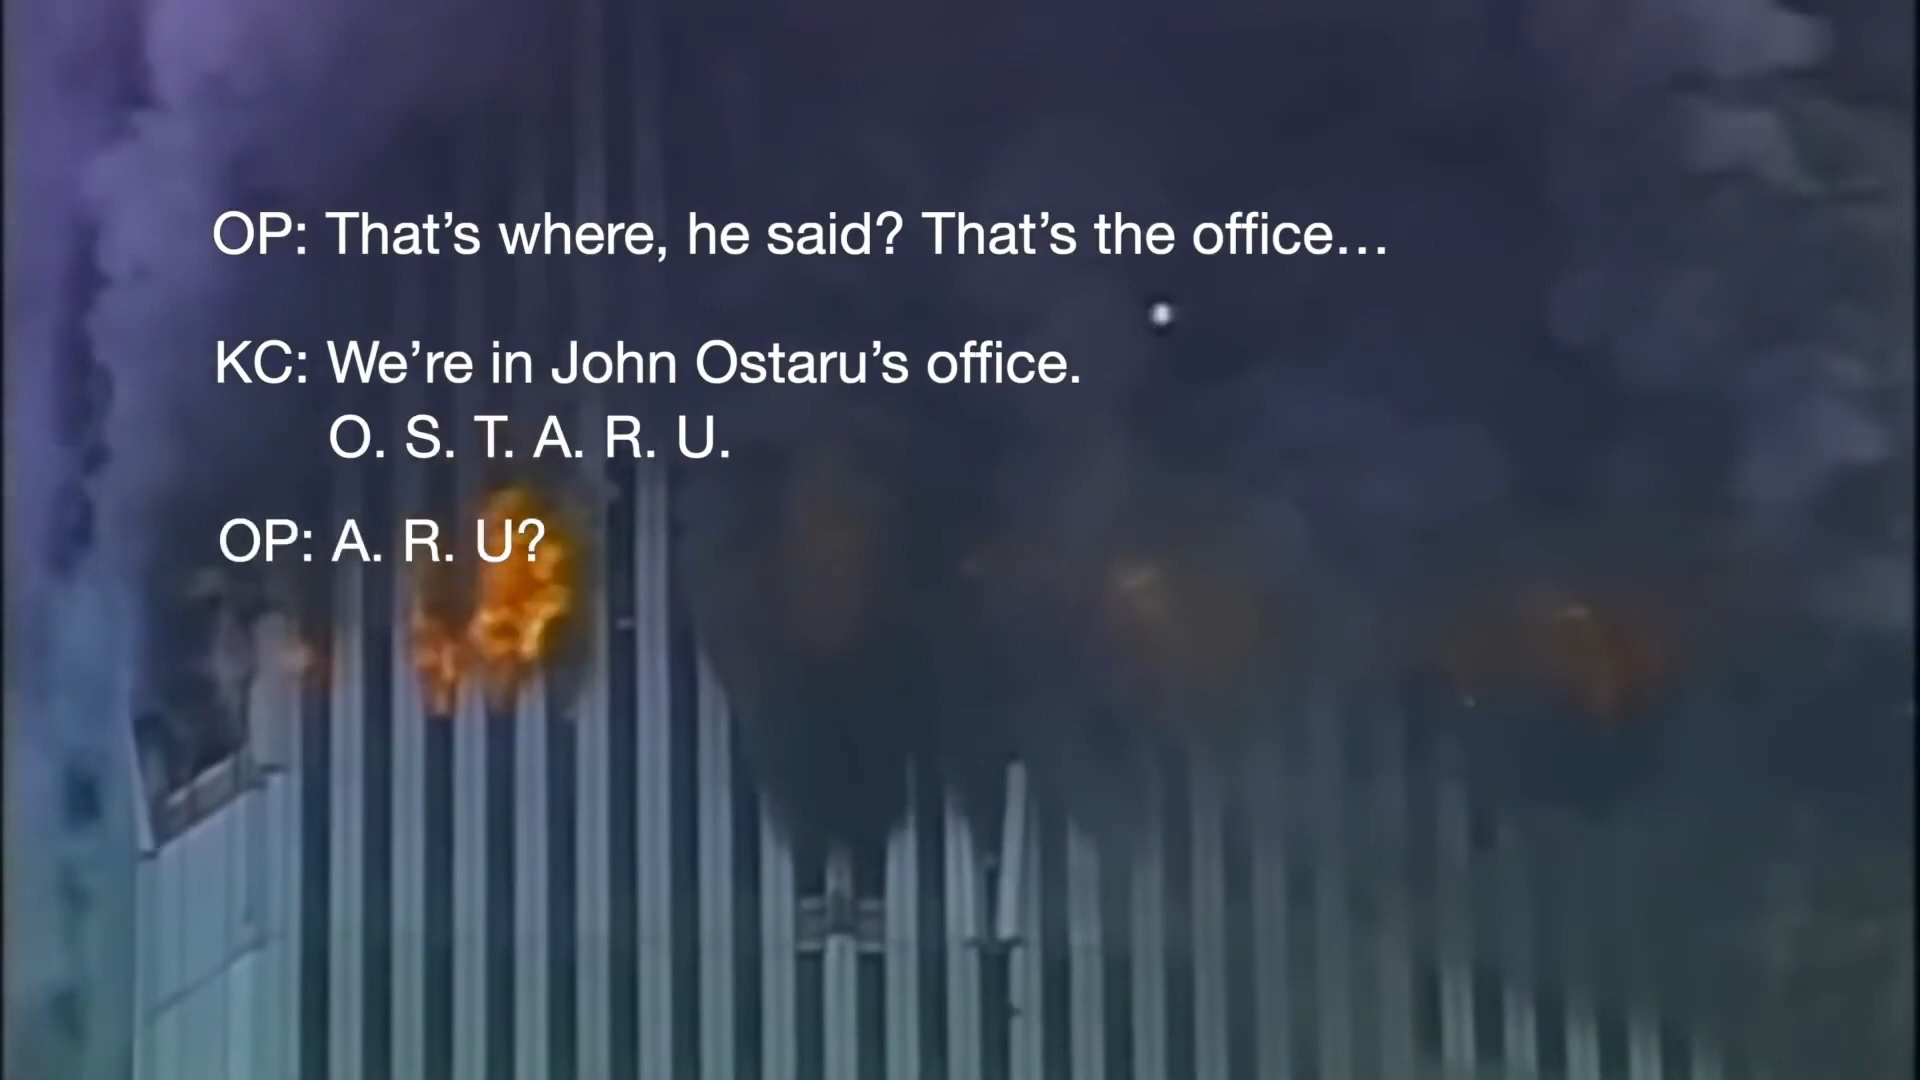 OP: That’s where, he said? That’s the office…
KC: We’re in John Ostaru’s office.
O. S. T. A. R. U.
OP: A. R. U?